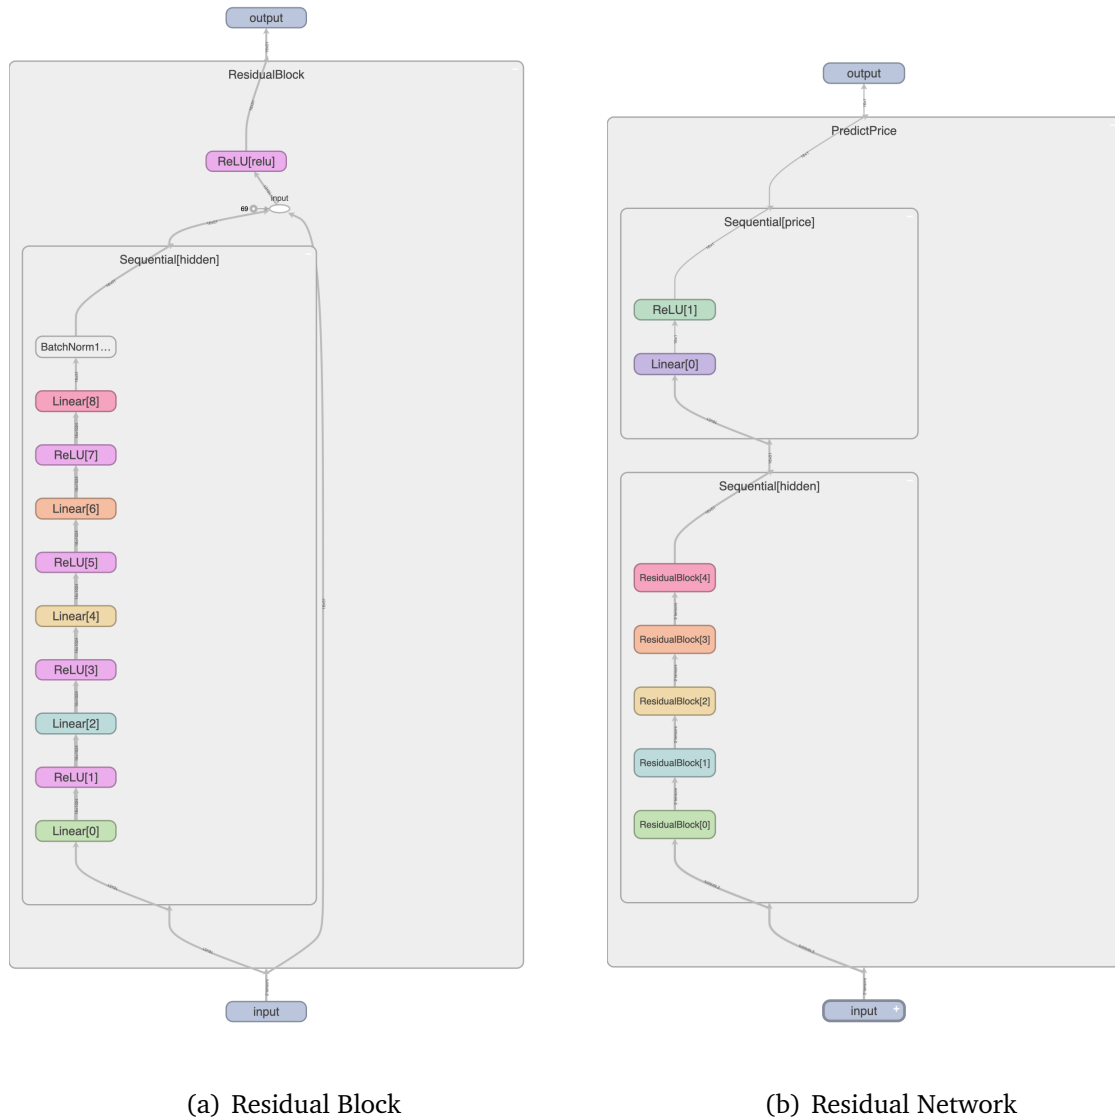 output
ResidualBlock
ReLU[relu]
input
69
Sequential[hidden]
BatchNorm1...
Linear[8]
ReLU[7]
Linear[6]
ReLU[5]
Linear[4]
ReLU[3]
Linear[2]
ReLU[1]
Linear[0]
input
(a) Residual Block
output
PredictPrice
Sequential[price]
ReLU[1]
Linear[0]
Sequential[hidden]
ResidualBlock[4]
ResidualBlock[3]
ResidualBlock[2]
ResidualBlock[1]
ResidualBlock[0]
input
(b) Residual Network